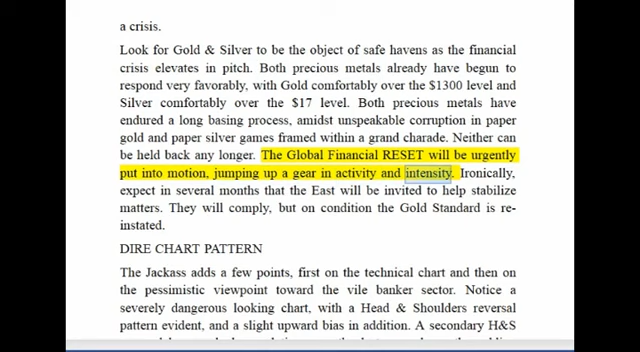 a crisis.
Look for Gold & Silver to be the object of safe havens as the financial
crisis elevates in pitch. Both precious metals already have begun to
respond very favorably, with Gold comfortably over the $1300 level and
Silver comfortably over the $17 level. Both precious metals have
endured a long basing process, amidst unspeakable corruption in paper
gold and paper silver games framed within a grand charade. Neither can
be held back any longer. The Global Financial RESET will be urgently
put into motion, jumping up a gear in activity and intensity. Ironically,
expect in several months that the East will be invited to help stabilize
matters. They will comply, but on condition the Gold Standard is re-
instated.
DIRE CHART PATTERN
The Jackass adds a few points, first on the technical chart and then on
the pessimistic viewpoint toward the vile banker sector. Notice a
severely dangerous looking chart, with a Head & Shoulders reversal
pattern evident, and a slight upward bias in addition. A secondary H&S